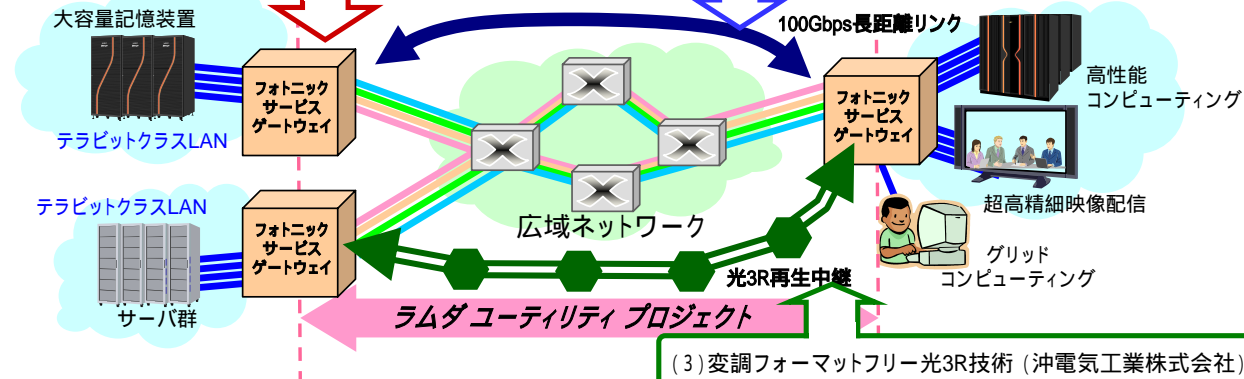 大容量記憶装置
100Gbps長距離リンク
フォトニック
サービス
ゲートウェイ
フォトニック
サービス
ゲートウェイ
高性能
コンピューティング
テラビットクラスLAN
テラビットクラスLAN
超高精細映像配信
フォトニック
サービス
ゲートウェイ
広域ネットワーク
グリッド
コンピューティング
光3R再生中継
サーバ群
ラムダ ユーティリティ プロジェクト
(3)変調フォーマットフリー光3R技術 (沖電気工業株式会社)